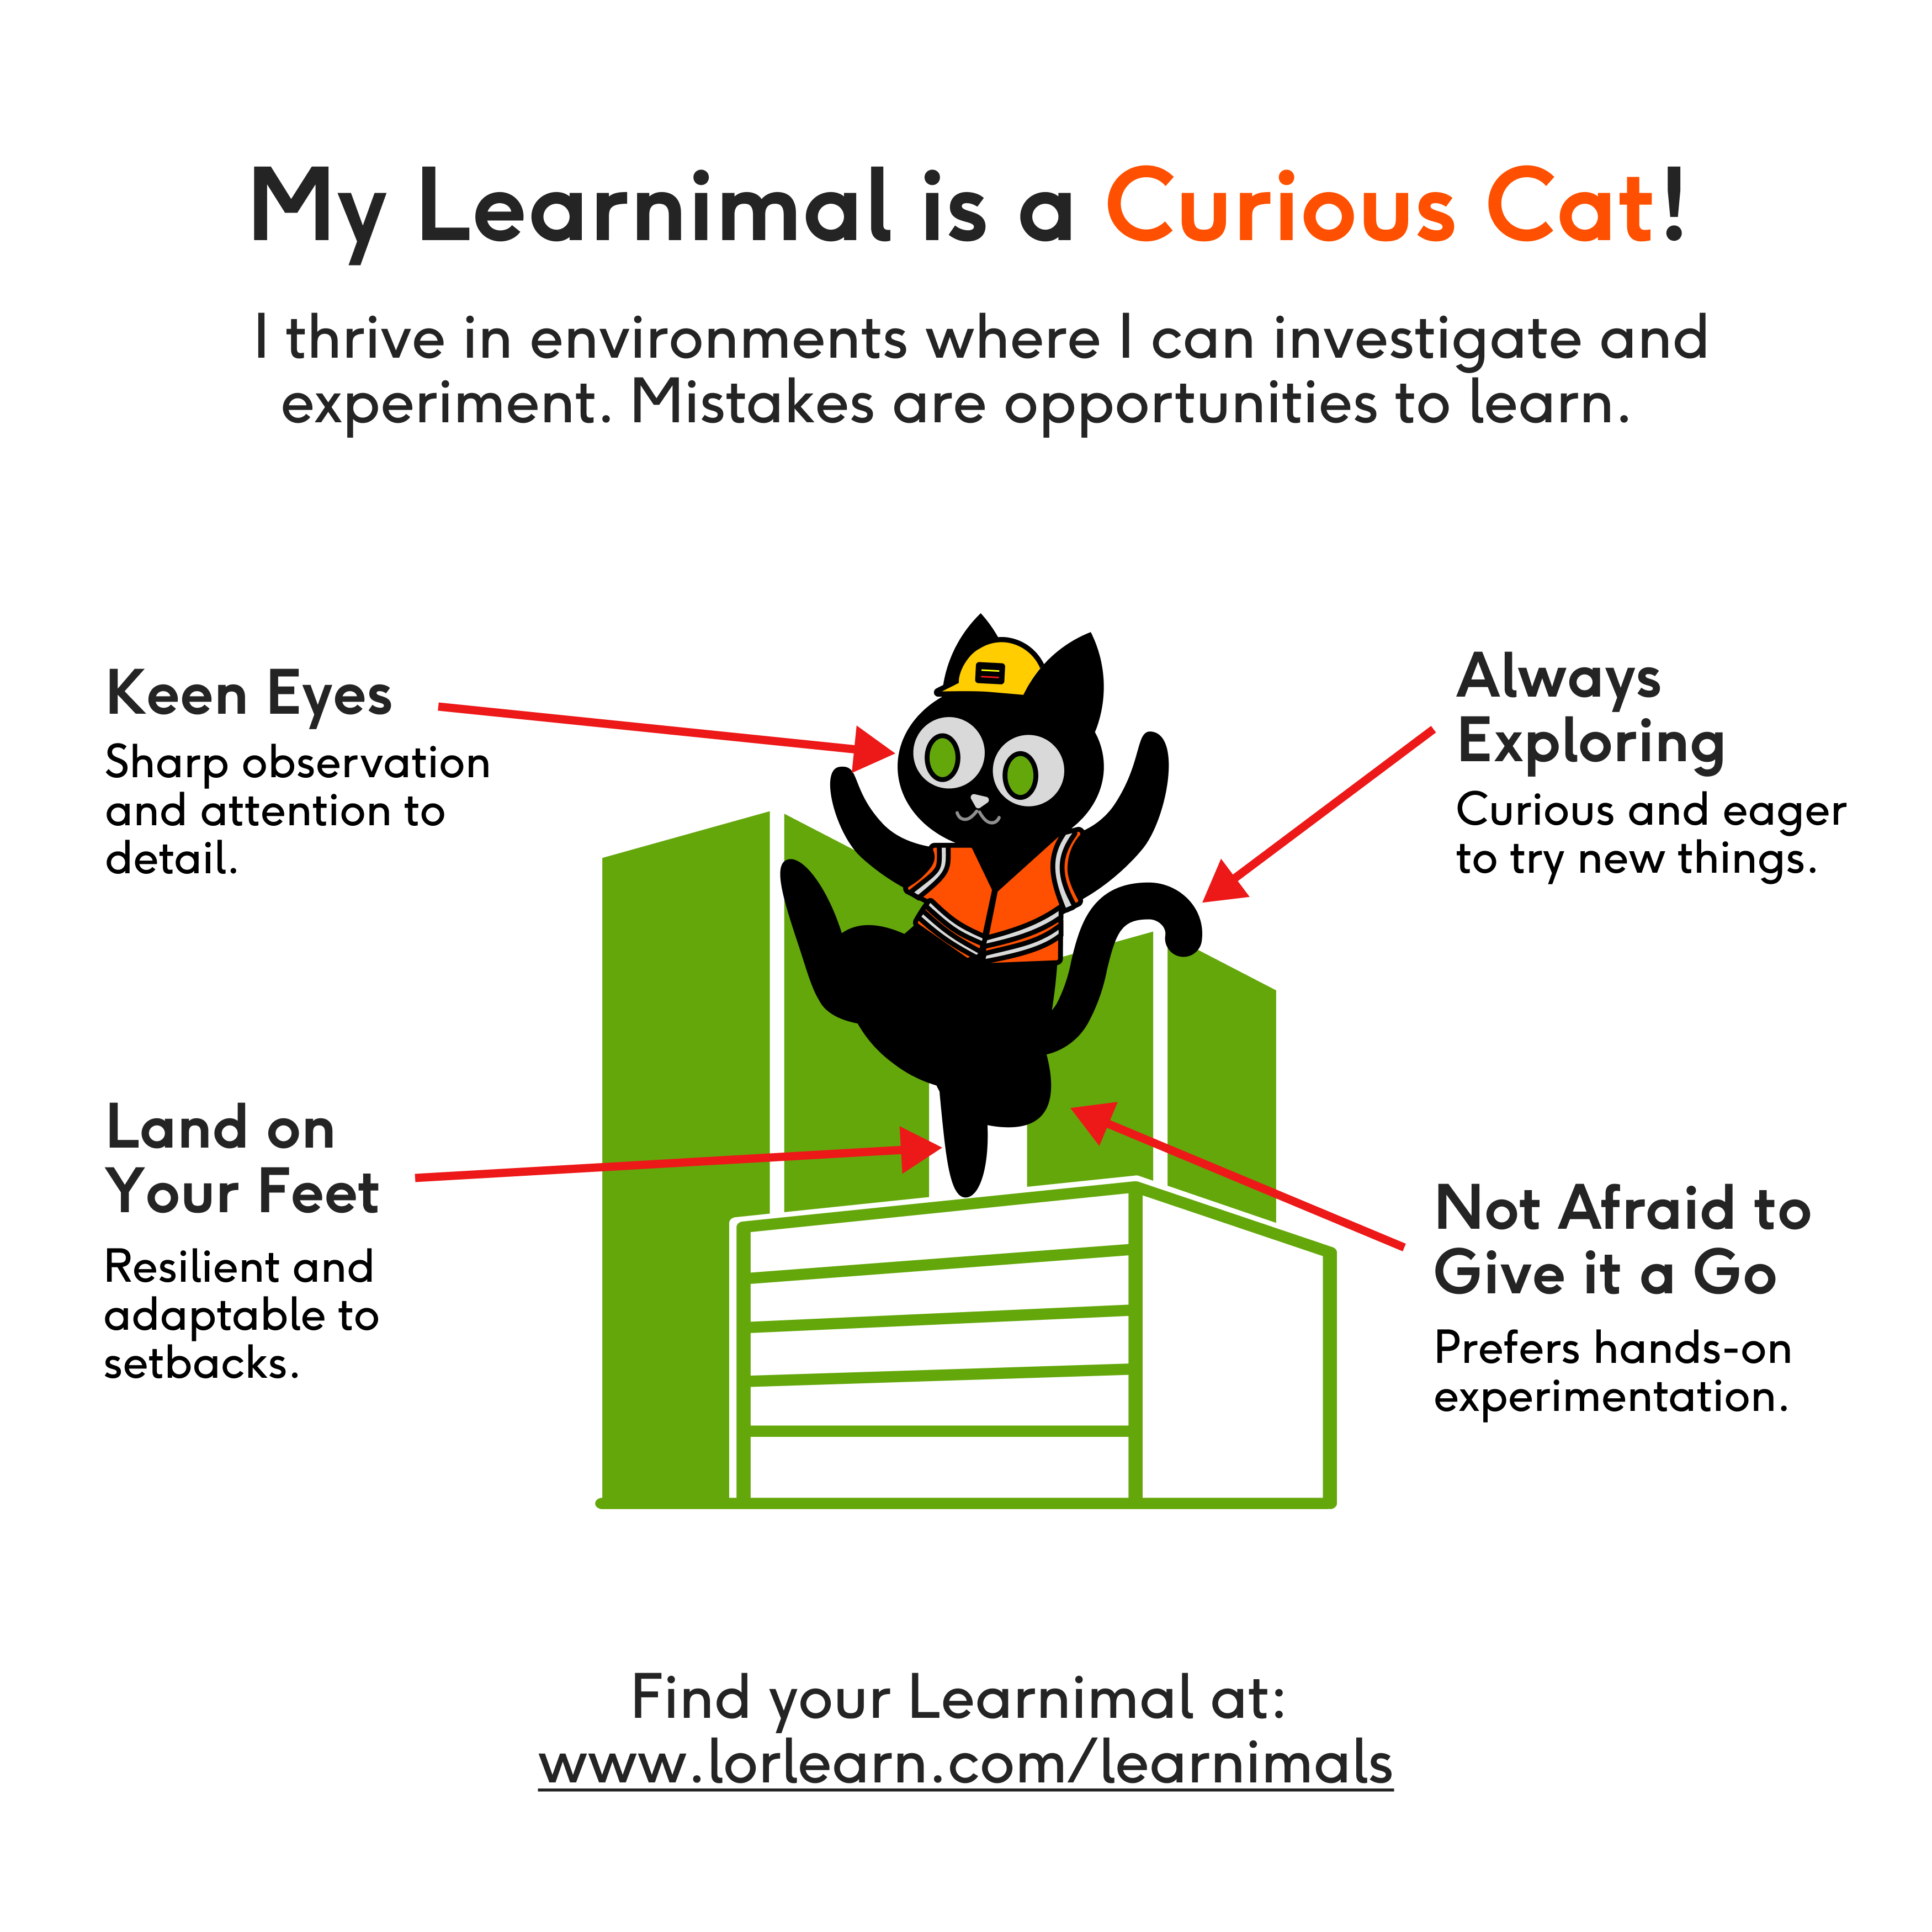 My Learnimal is a Curious Cat!
I thrive in environments where I can investigate and
experiment. Mistakes are opportunities to learn.
Keen Eyes
Sharp observation
and attention to
detail.
Always
Exploring
Curious and eager
to try new things.
Land on
Your Feet
Resilient and
adaptable to
setbacks.
Not Afraid to
Give it a Go
Prefers hands-on
experimentation.
Find your Learnimal at:
www.lorlearn.com/learnimals